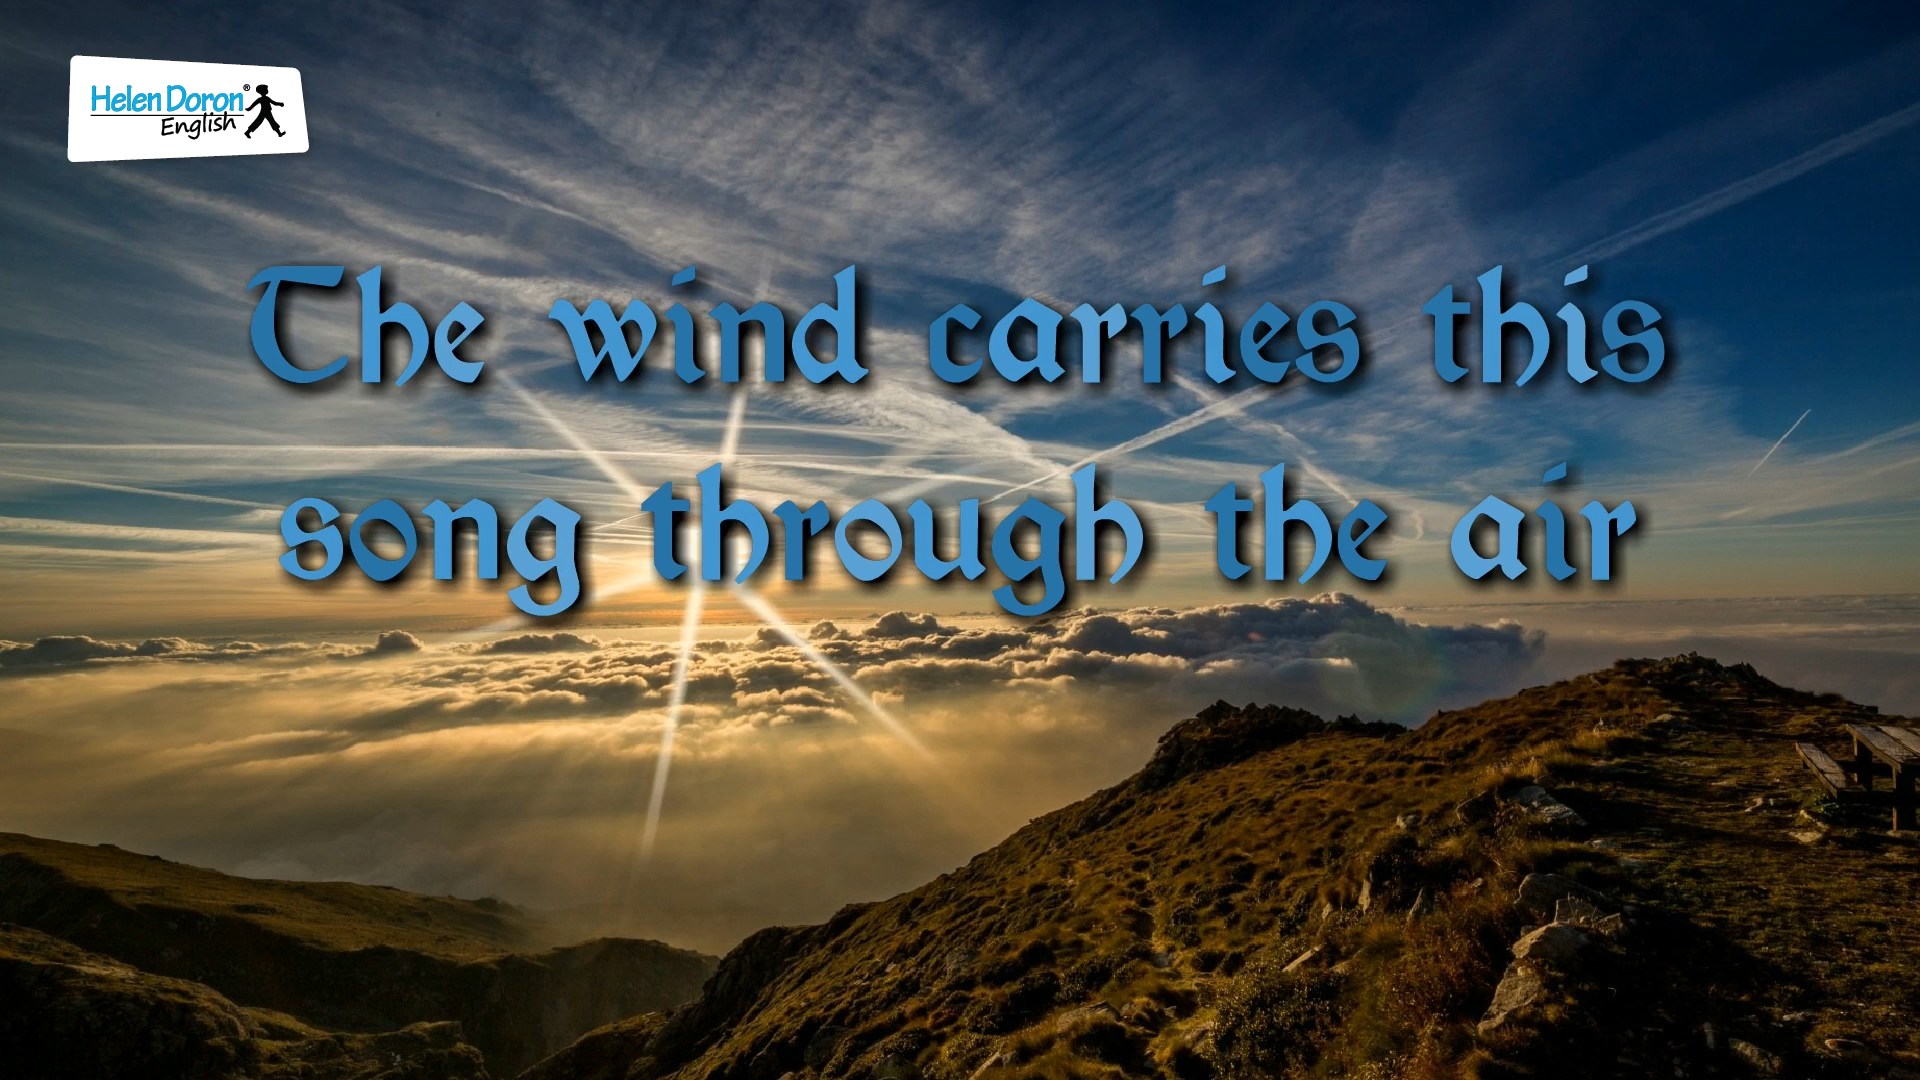 Helen Doron®
English
The wind carries this
song through the air